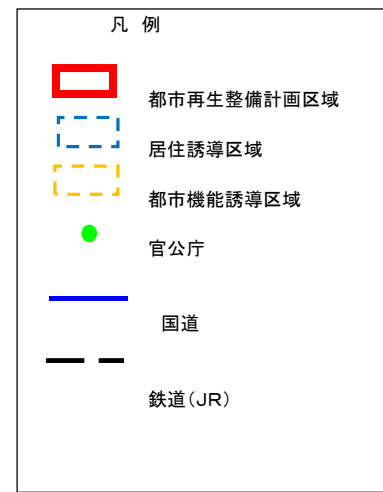 凡 例
都市再生整備計画区域
居住誘導区域
都市機能誘導区域
官公庁
国道
鉄道(JR)